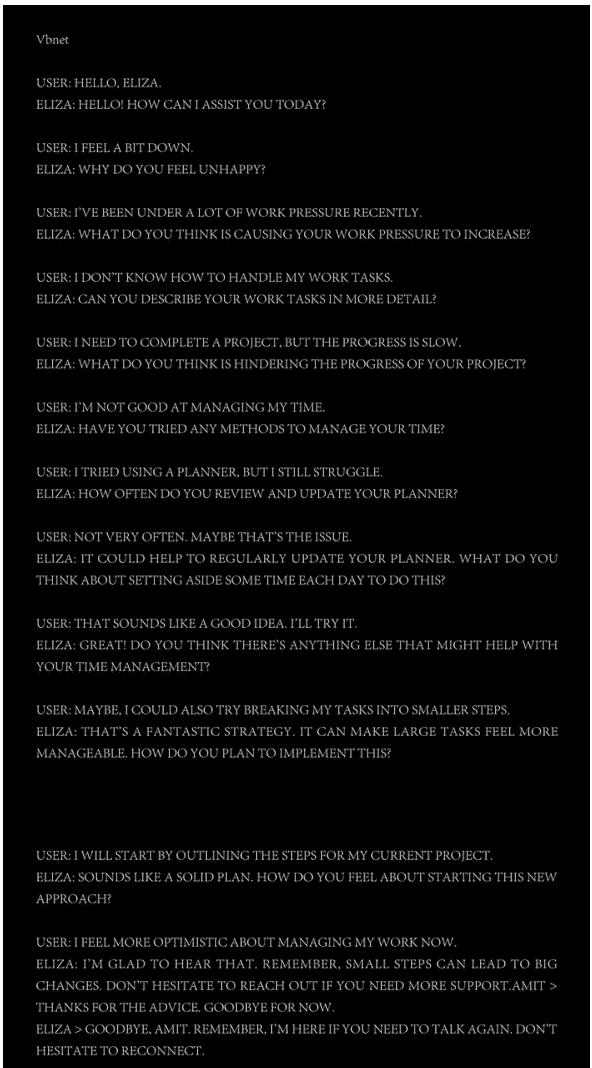 Vbnet
USER: HELLO, ELIZA.
ELIZA: HELLO! HOW CAN I ASSIST YOU TODAY?
USER: I FEEL A BIT DOWN.
ELIZA: WHY DO YOU FEEL UNHAPPY?
USER: I'VE BEEN UNDER A LOT OF WORK PRESSURE RECENTLY.
ELIZA: WHAT DO YOU THINK IS CAUSING YOUR WORK PRESSURE TO INCREASE?
USER: I DON'T KNOW HOW TO HANDLE MY WORK TASKS.
ELIZA: CAN YOU DESCRIBE YOUR WORK TASKS IN MORE DETAIL?
USER: I NEED TO COMPLETE A PROJECT, BUT THE PROGRESS IS SLOW.
ELIZA: WHAT DO YOU THINK IS HINDERING THE PROGRESS OF YOUR PROJECT?
USER: I'M NOT GOOD AT MANAGING MY TIME.
ELIZA: HAVE YOU TRIED ANY METHODS TO MANAGE YOUR TIME?
USER: I TRIED USING A PLANNER, BUT I STILL STRUGGLE.
ELIZA: HOW OFTEN DO YOU REVIEW AND UPDATE YOUR PLANNER?
USER: NOT VERY OFTEN. MAYBE THAT'S THE ISSUE.
ELIZA: IT COULD HELP TO REGULARLY UPDATE YOUR PLANNER. WHAT DO YOU
THINK ABOUT SETTING ASIDE SOME TIME EACH DAY TO DO THIS?
USER: THAT SOUNDS LIKE A GOOD IDEA. I'LL TRY IT.
ELIZA: GREAT! DO YOU THINK THERE'S ANYTHING ELSE THAT MIGHT HELP WITH
YOUR TIME MANAGEMENT?
USER: MAYBE, I COULD ALSO TRY BREAKING MY TASKS INTO SMALLER STEPS.
ELIZA: THAT'S A FANTASTIC STRATEGY. IT CAN MAKE LARGE TASKS FEEL MORE
MANAGEABLE. HOW DO YOU PLAN TO IMPLEMENT THIS?
USER: I WILL START BY OUTLINING THE STEPS FOR MY CURRENT PROJECT.
ELIZA: SOUNDS LIKE A SOLID PLAN. HOW DO YOU FEEL ABOUT STARTING THIS NEW
APPROACH?
USER: I FEEL MORE OPTIMISTIC ABOUT MANAGING MY WORK NOW.
ELIZA: I'M GLAD TO HEAR THAT. REMEMBER, SMALL STEPS CAN LEAD TO BIG
CHANGES. DON'T HESITATE TO REACH OUT IF YOU NEED MORE SUPPORT.AMIT >
THANKS FOR THE ADVICE. GOODBYE FOR NOW.
ELIZA > GOODBYE, AMIT. REMEMBER, I'M HERE IF YOU NEED TO TALK AGAIN. DON'T
HESITATE TO RECONNECT.